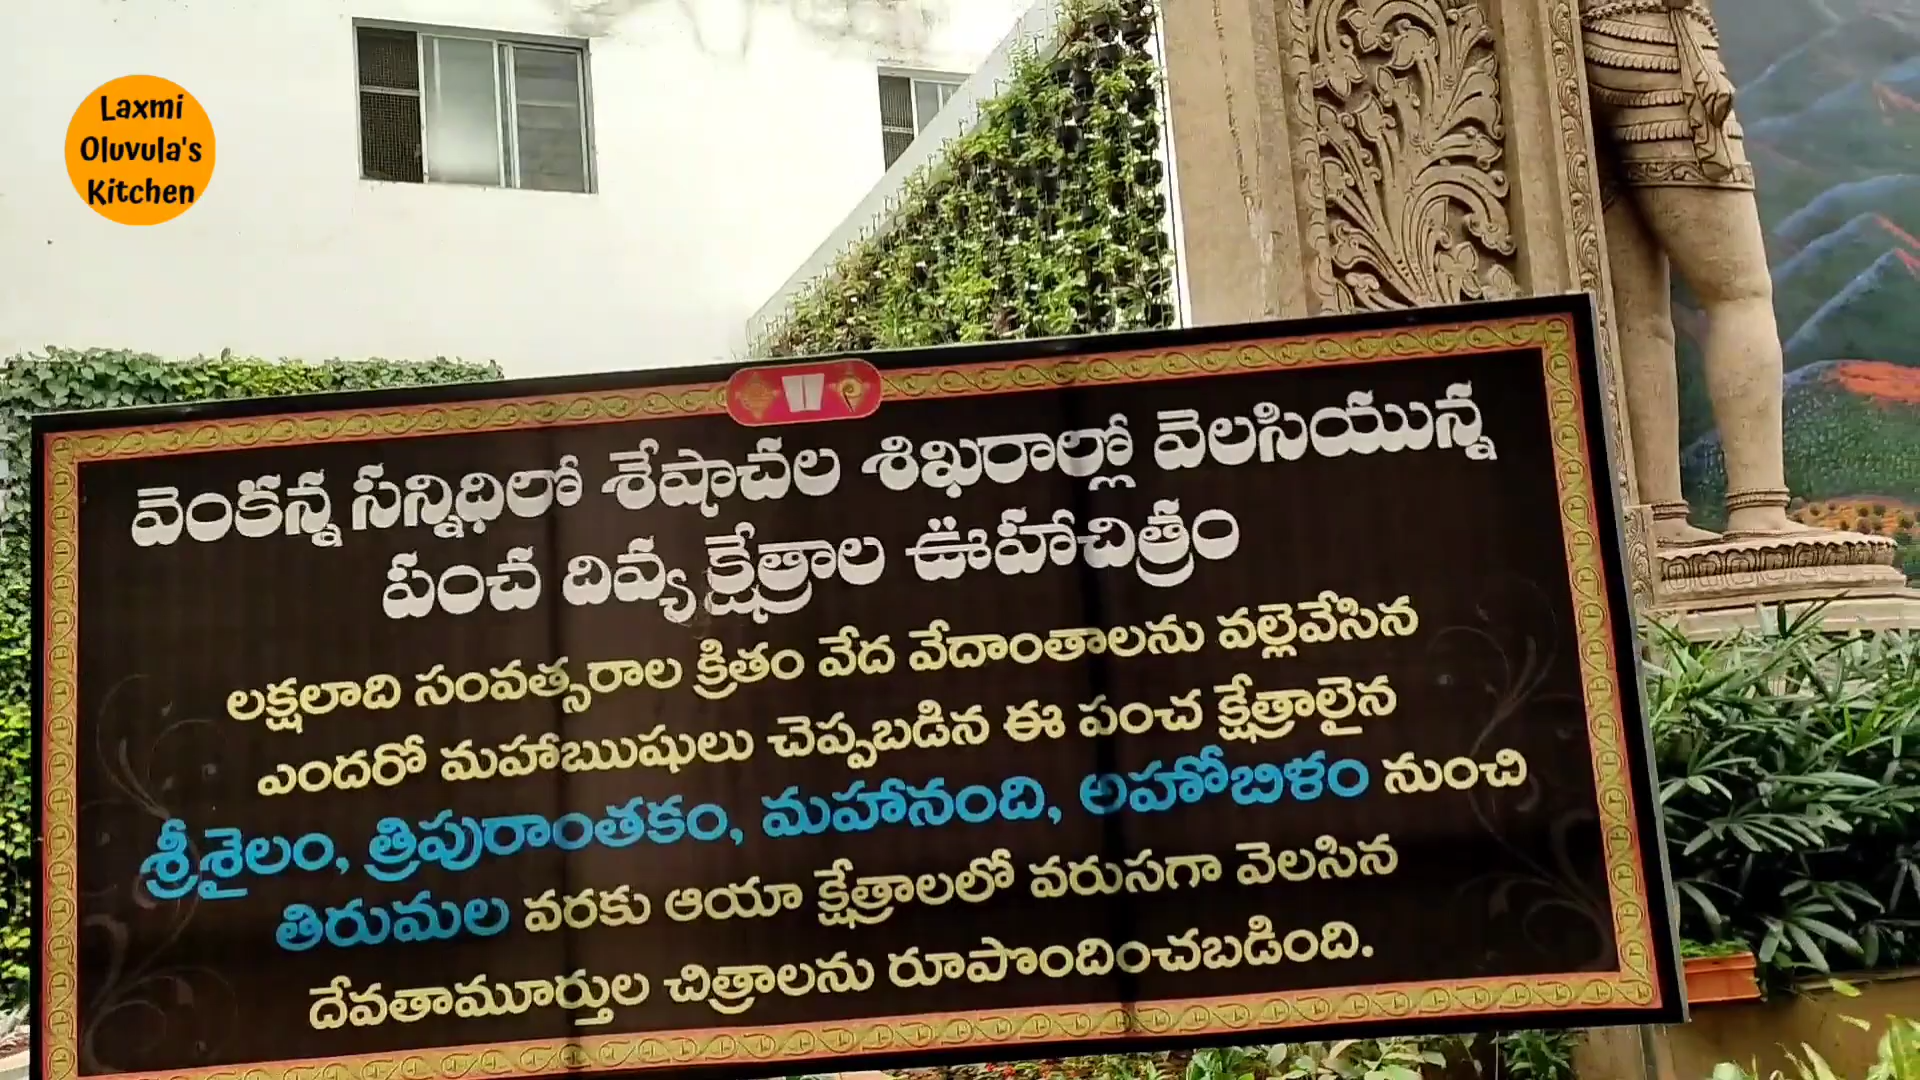 Laxmi
Oluvula's
Kitchen
వెంకన్న సన్నిధిలో శేషాచల శిఖరాల్లో వెలసియున్న
పంచ దివ్య క్షేత్రాల ఊహాచిత్రం
లక్షలాది సంవత్సరాల క్రితం వేద వేదాంతాలను వల్లెవేసిన
ఎందరో మహాఋషులు చెప్పబడిన ఈ పంచ క్షేత్రాలైన
శ్రీశైలం, త్రిపురాంతకం, మహానంది, అహోబిళం నుంచి
తిరుమల వరకు ఆయా క్షేత్రాలలో వరుసగా వెలసిన
దేవతామూర్తుల చిత్రాలను రూపొందించబడింది.